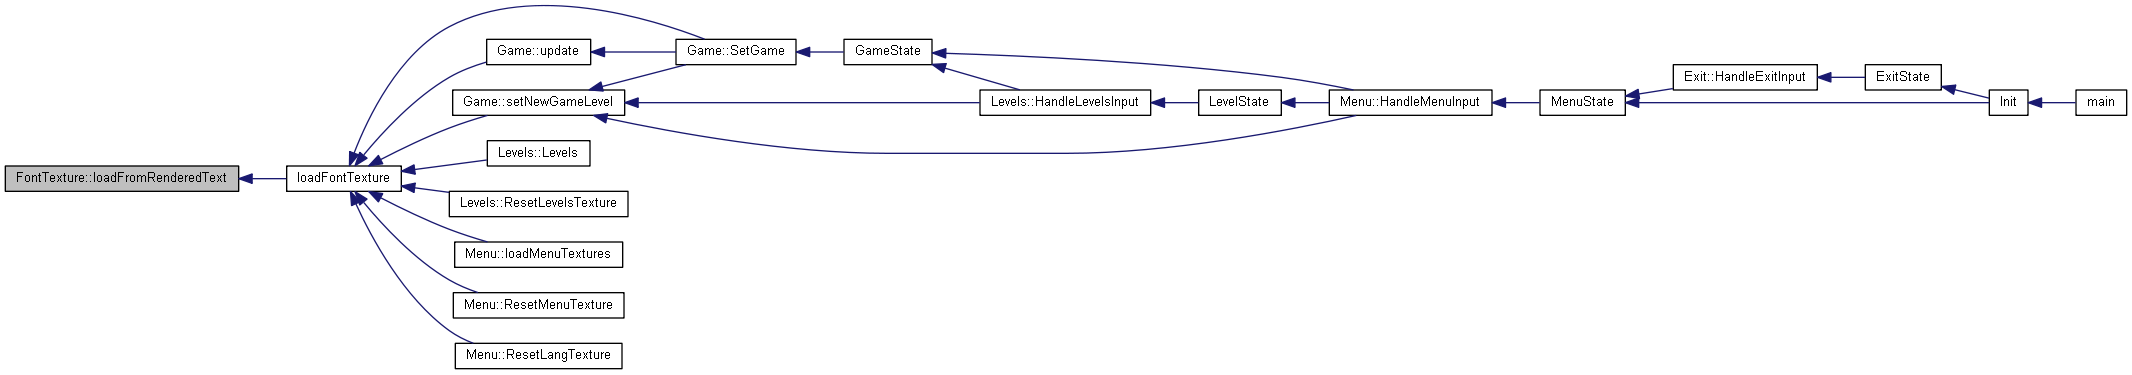 FontTexture::loadFromRenderedText
loadFontTexture
Game::update
Game::setNewGameLevel
Levels::Levels
Levels::ResetLevelsTexture
Menu::loadMenuTextures
Menu::ResetMenuTexture
Menu::ResetLangTexture
Game::SetGame
GameState
Levels::HandleLevelsInput
LevelState
Menu::HandleMenuInput
MenuState
Exit::HandleExitInput
ExitState
Init
main